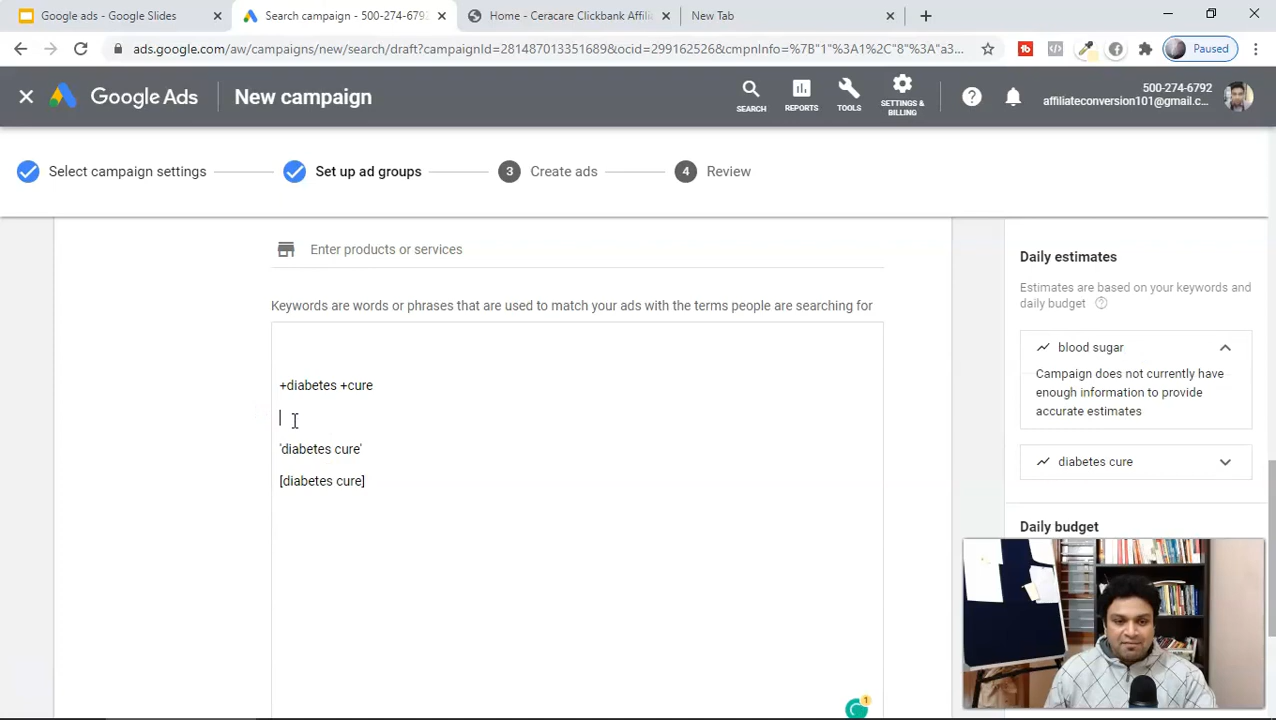 Google ads - Google Slides
Search campaign - 500-274-6792
Home - Ceracare Clickbank Affili
New Tab
ads.google.com/aw/campaigns/new/search/draft?campaignId=281487013351689&ocid=299162526&cmpnInfo=%7B"1"%3A1%2C"8"%3A"a3...
Paused
Google Ads
New campaign
SEARCH
REPORTS
TOOLS
SETTINGS &
BILLING
500-274-6792
affiliateconversion101@gmail.c...
Select campaign settings
Set up ad groups
3
Create ads
4
Review
Enter products or services
Keywords are words or phrases that are used to match your ads with the terms people are searching for
+diabetes +cure
'diabetes cure'
[diabetes cure]
1
Daily estimates
Estimates are based on your keywords and
daily budget
blood sugar
Campaign does not currently have
enough information to provide
accurate estimates
diabetes cure
Daily budget